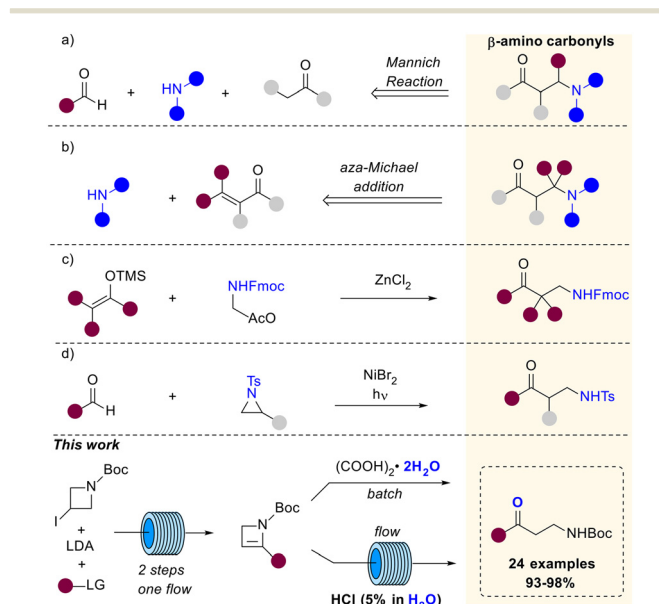 a)
β-amino carbonyls
O
H
+
HN
+
O
Mannich
Reaction
O
N
b)
HN
+
O
aza-Michael
addition
O
N
c)
OTMS
+
NHFmoc
AcO
ZnCl2
O
NHFmoc
d)
O
H
+
Ts
N
NiBr2
hν
O
NHTs
This work
Boc
N
I
+
LDA
+
LG
2 steps
one flow
Boc
N
(COOH)2• 2H2O
batch
flow
HCl (5% in H2O)
O
NHBoc
24 examples
93-98%